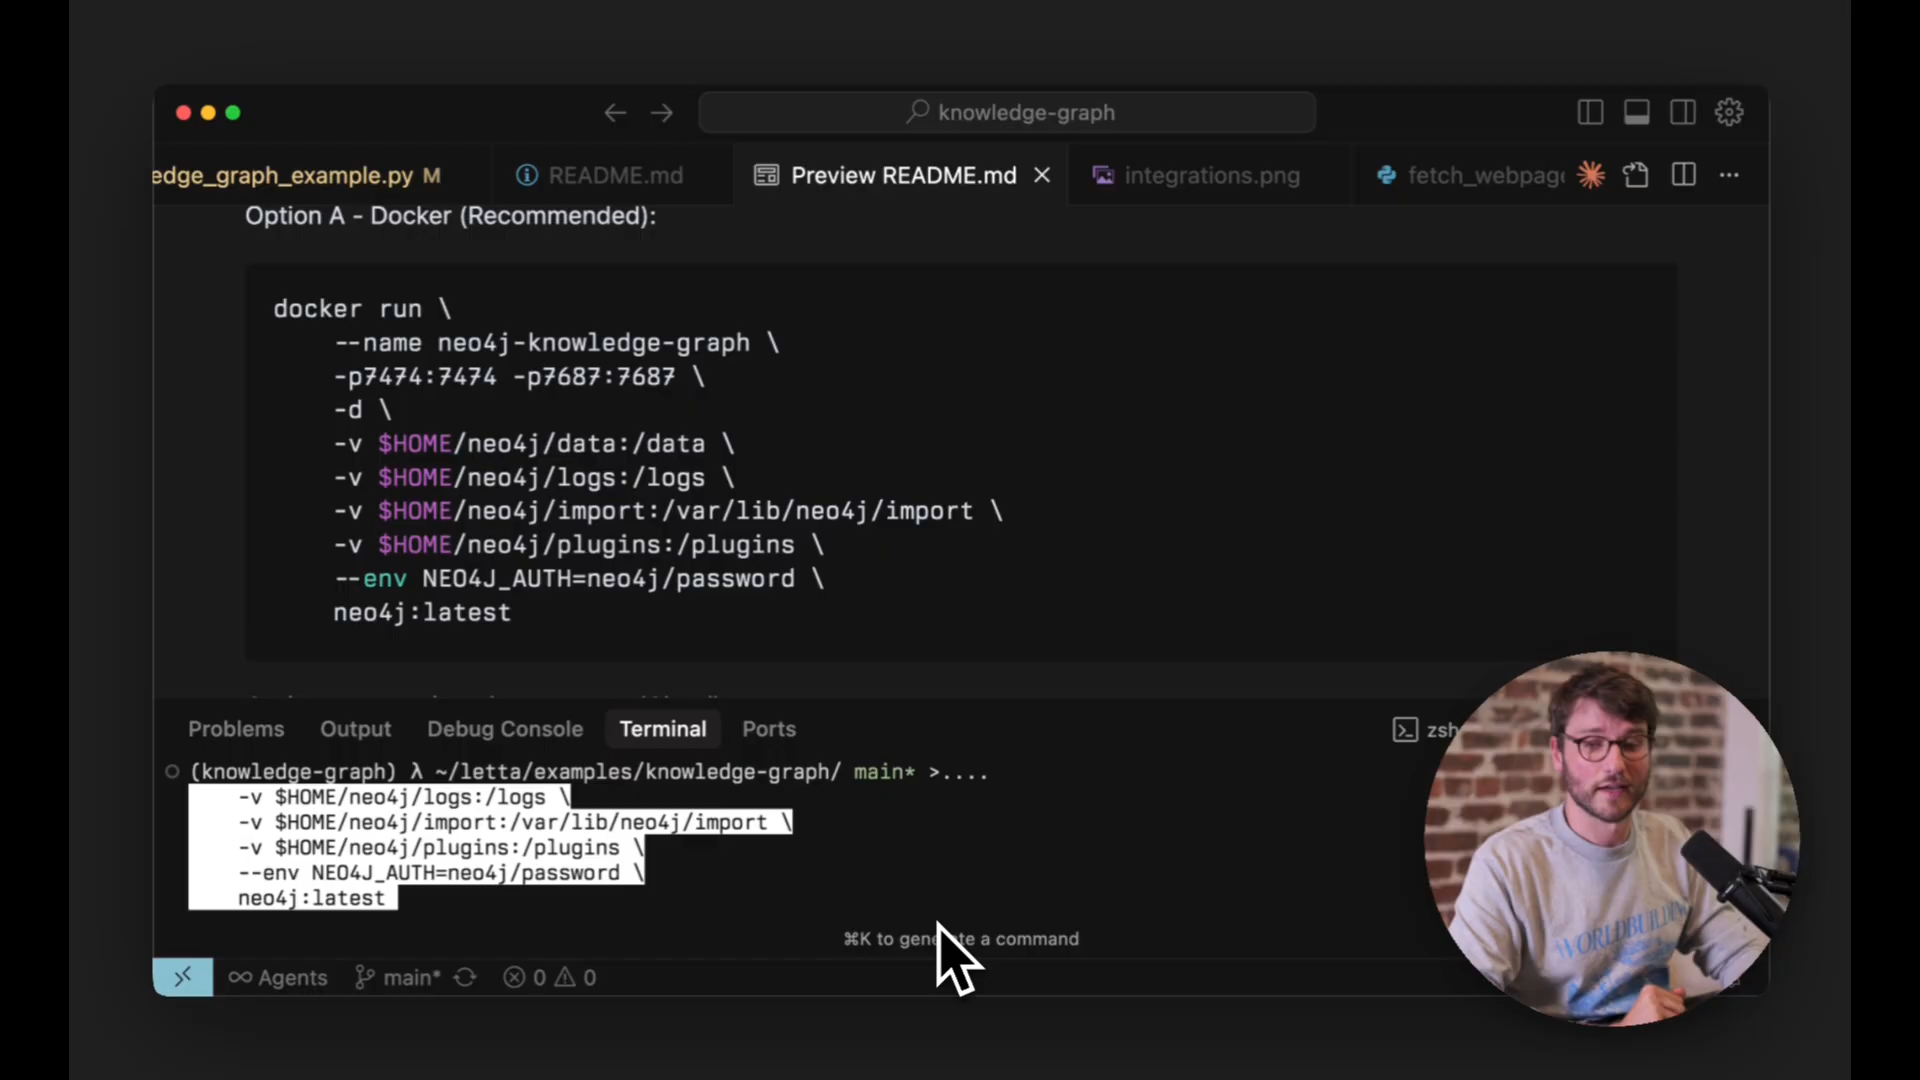 knowledge-graph
edge_graph_example.py M
README.md
Preview README.md
integrations.png
Option A - Docker (Recommended):
docker run \
--name neo4j-knowledge-graph \
-p7474:7474 -p7687:7687 \
-d \
-v $HOME/neo4j/data:/data \
-v $HOME/neo4j/logs:/logs \
-v $HOME/neo4j/import:/var/lib/neo4j/import \
-v $HOME/neo4j/plugins:/plugins \
--env NEO4J_AUTH=neo4j/password \
neo4j:latest
Problems Output Debug Console Terminal Ports
zsh
(knowledge-graph) λ ~/letta/examples/knowledge-graph/ main* >....
-v $HOME/neo4j/logs:/logs \
-v $HOME/neo4j/import:/var/lib/neo4j/import \
-v $HOME/neo4j/plugins:/plugins \
--env NEO4J_AUTH=neo4j/password \
neo4j:latest
⌘K to generate a command
Agents main* 0 0
WORLDBUILDING